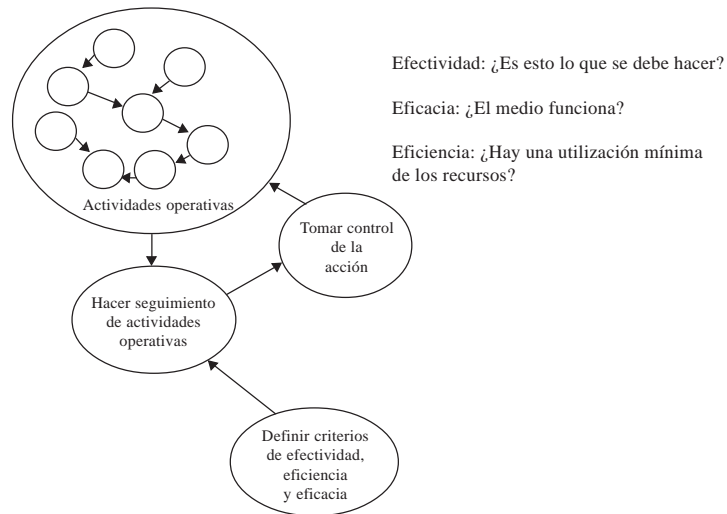 Efectividad: ¿Es esto lo que se debe hacer?
Eficacia: ¿El medio funciona?
Eficiencia: ¿Hay una utilización mínima
de los recursos?
Actividades operativas
Tomar control
de la
acción
Hacer seguimiento
de actividades
operativas
Definir criterios
de efectividad,
eficiencia
y eficacia